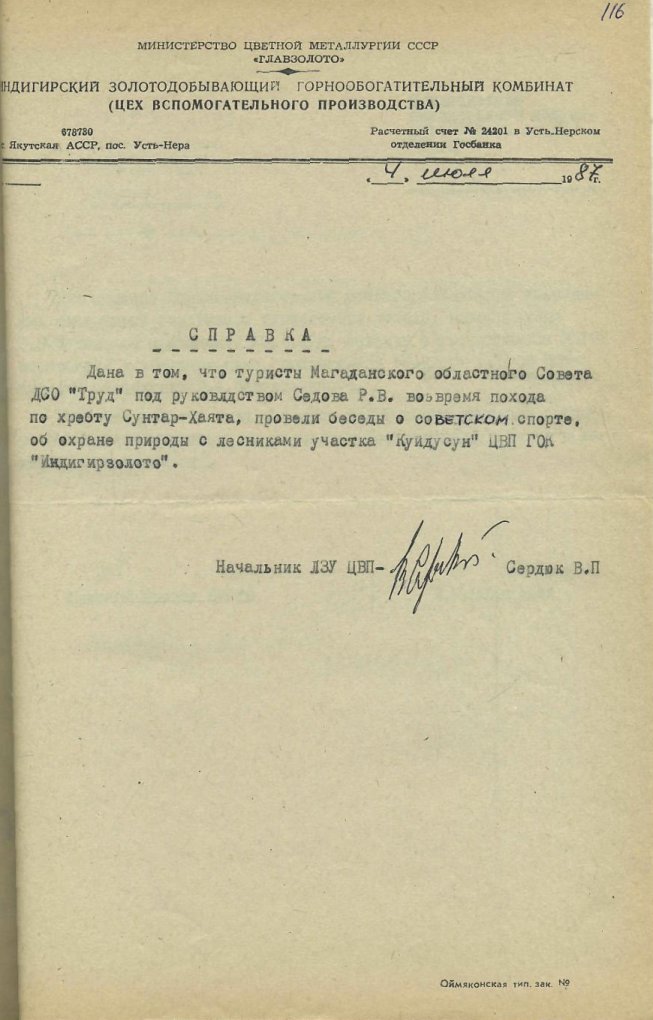 116
МИНИСТЕРСТВО ЦВЕТНОЙ МЕТАЛЛУРГИИ СССР
«ГЛАВЗОЛОТО»
НДИГИРСКИЙ ЗОЛОТОДОБЫВАЮЩИЙ ГОРНООБОГАТИТЕЛЬНЫЙ КОМБИНАТ
(ЦЕХ ВСПОМОГАТЕЛЬНОГО ПРОИЗВОДСТВА)
678730
Якутская АССР, пос. Усть-Нера
Расчетный счет № 24201 в Усть-Нерском
отделении Госбанка
«4» июля 1987г.
СПРАВКА
Дана в том, что туристы Магаданского областного Совета
ДСО "Труд" под руковлдством Седова Р.В. вовремя похода
по хребту Сунтар-Хаята, провели беседы о советском спорте,
об охране природы с лесниками участка "Куйдусун" ЦВП ГОК
"Индигирзолото".
Начальник ЛЗУ ЦВП- Сердюк В.П
Оймяконская тип. зак. №